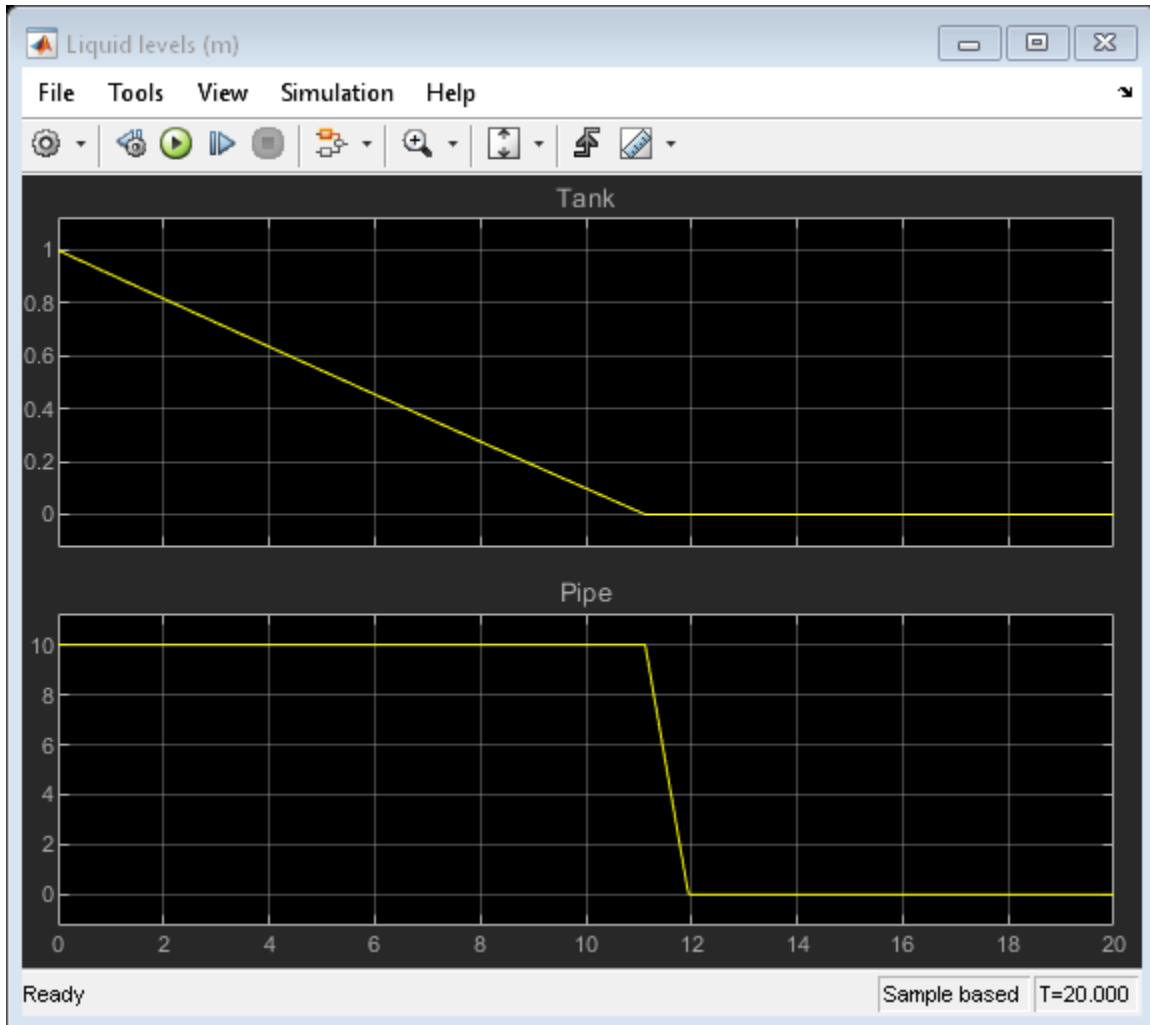 Liquid levels (m)
File Tools View Simulation Help
Tank
1
0.8
0.6
0.4
0.2
0
Pipe
10
8
6
4
2
0
0 2 4 6 8 10 12 14 16 18 20
Ready Sample based T=20.000